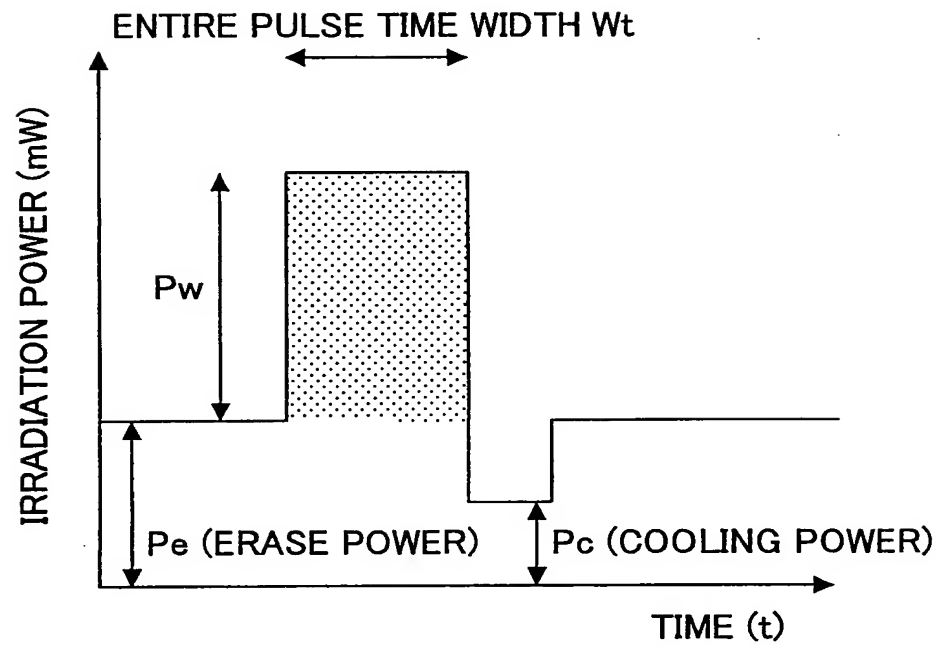 ENTIRE PULSE TIME WIDTH Wt
IRRADIATION POWER (mW)
Pw
Pe (ERASE POWER)
Pc (COOLING POWER)
TIME (t)